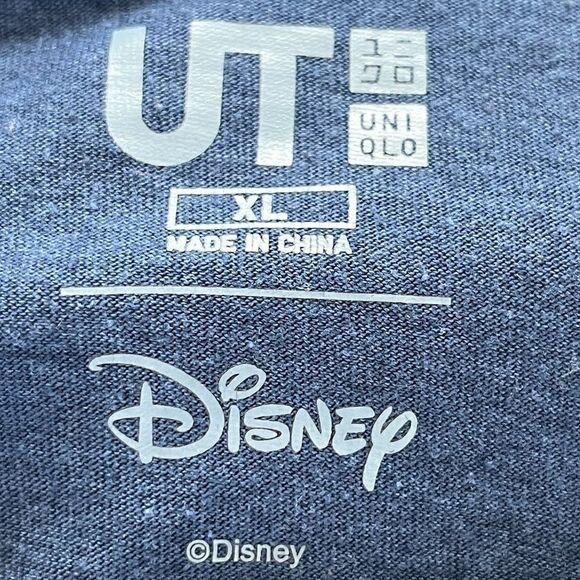 UT
ユニ
クロ
UNI
QLO
XL
MADE IN CHINA
Disney
©Disney